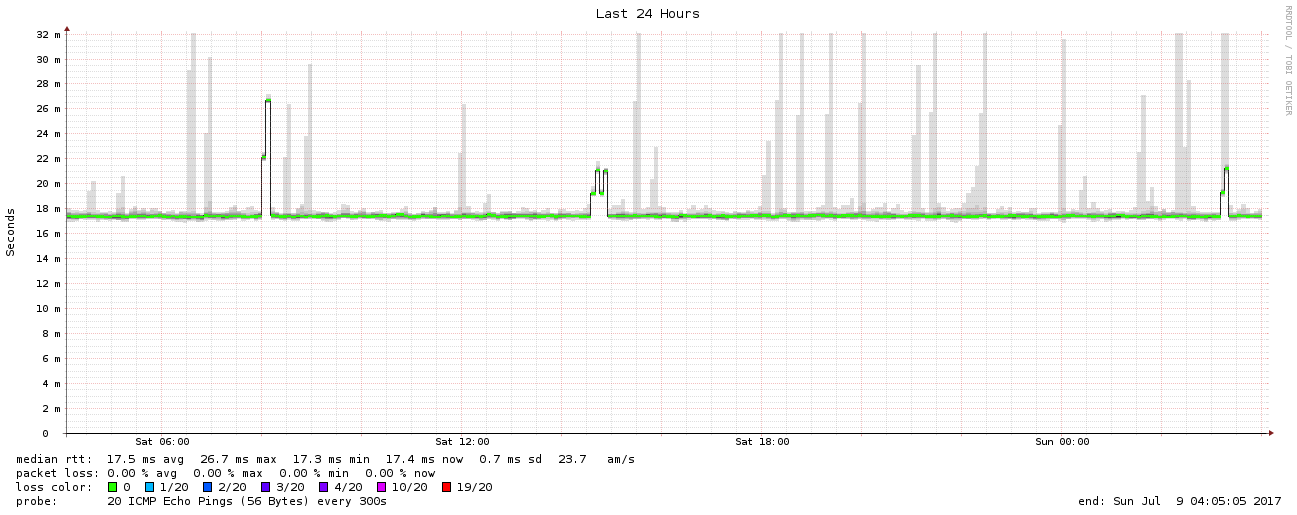 Last 24 Hours
RRDTOOL / TOBI OETIKER
Seconds
32 m
30 m
28 m
26 m
24 m
22 m
20 m
18 m
16 m
14 m
12 m
10 m
8 m
6 m
4 m
2 m
0
Sat 06:00 Sat 12:00 Sat 18:00 Sun 00:00
median rtt: 17.5 ms avg 26.7 ms max 17.3 ms min 17.4 ms now 0.7 ms sd 23.7 am/s
packet loss: 0.00 % avg 0.00 % max 0.00 % min 0.00 % now
loss color: 0 1/20 2/20 3/20 4/20 10/20 19/20
probe: 20 ICMP Echo Pings (56 Bytes) every 300s end: Sun Jul 9 04:05:05 2017